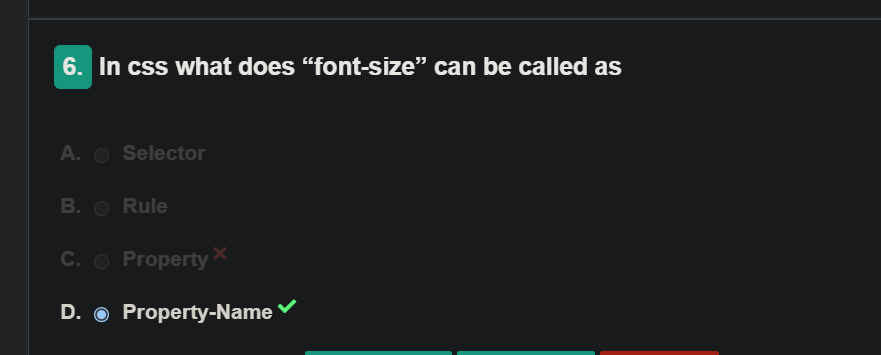 6. In css what does “font-size” can be called as
A. Selector
B. Rule
C. Property
D. Property-Name